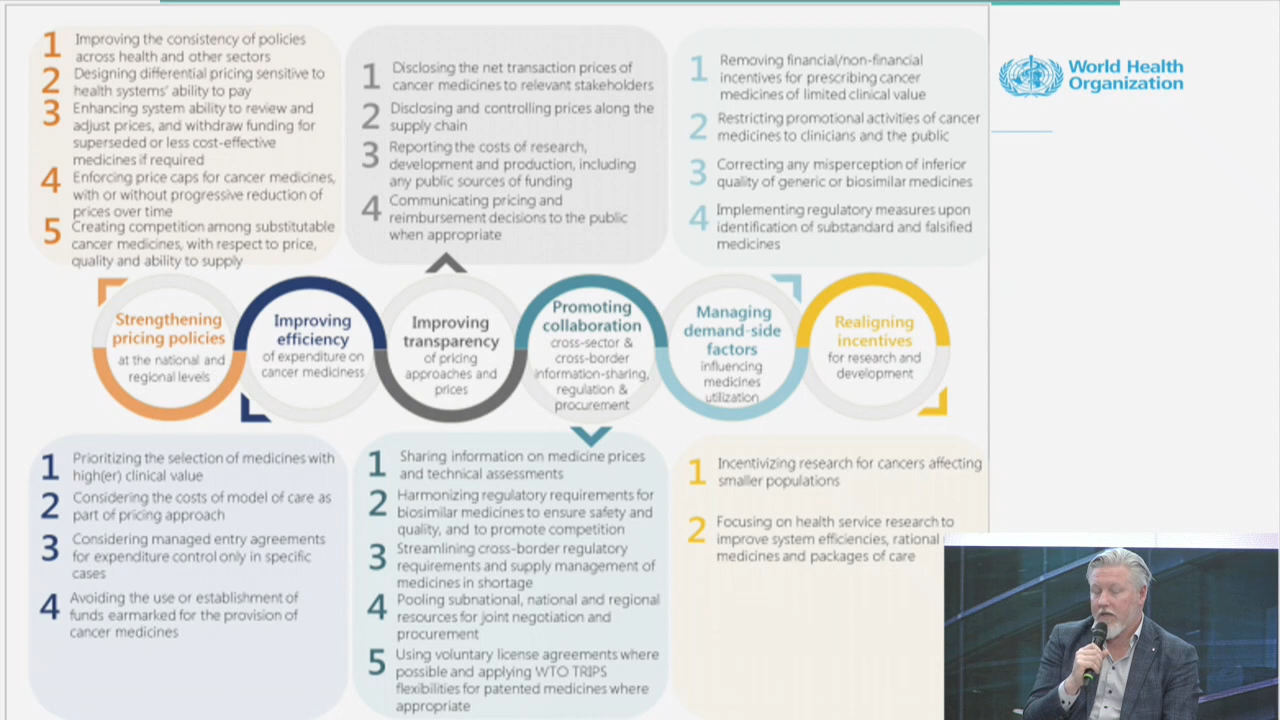 1 Improving the consistency of policies
across health and other sectors
2 Designing differential pricing sensitive to
health systems' ability to pay
3 Enhancing system ability to review and
adjust prices, and withdraw funding for
superseded or less cost-effective
medicines if required
4 Enforcing price caps for cancer medicines,
with or without progressive reduction of
prices over time
5 Creating competition among substitutable
cancer medicines, with respect to price,
quality and ability to supply
1 Disclosing the net transaction prices of
cancer medicines to relevant stakeholders
2 Disclosing and controlling prices along the
supply chain
3 Reporting the costs of research,
development and production, including
any public sources of funding
4 Communicating pricing and
reimbursement decisions to the public
when appropriate
1 Removing financial/non-financial
incentives for prescribing cancer
medicines of limited clinical value
2 Restricting promotional activities of cancer
medicines to clinicians and the public
3 Correcting any misperception of inferior
quality of generic or biosimilar medicines
4 Implementing regulatory measures upon
identification of substandard and falsified
medicines
World Health
Organization
Strengthening
pricing policies
at the national and
regional levels
Improving
efficiency
of expenditure on
cancer mediciness
Improving
transparency
of pricing
approaches and
prices
Promoting
collaboration
cross-sector &
cross-border
information-sharing,
regulation &
procurement
Managing
demand-side
factors
influencing
medicines
utilization
Realigning
incentives
for research and
development
1 Prioritizing the selection of medicines with
high(er) clinical value
2 Considering the costs of model of care as
part of pricing approach
3 Considering managed entry agreements
for expenditure control only in specific
cases
4 Avoiding the use or establishment of
funds earmarked for the provision of
cancer medicines
1 Sharing information on medicine prices
and technical assessments
2 Harmonizing regulatory requirements for
biosimilar medicines to ensure safety and
quality, and to promote competition
3 Streamlining cross-border regulatory
requirements and supply management of
medicines in shortage
4 Pooling subnational, national and regional
resources for joint negotiation and
procurement
5 Using voluntary license agreements where
possible and applying WTO TRIPS
flexibilities for patented medicines where
appropriate
1 Incentivizing research for cancers affecting
smaller populations
2 Focusing on health service research to
improve system efficiencies, rational
medicines and packages of care